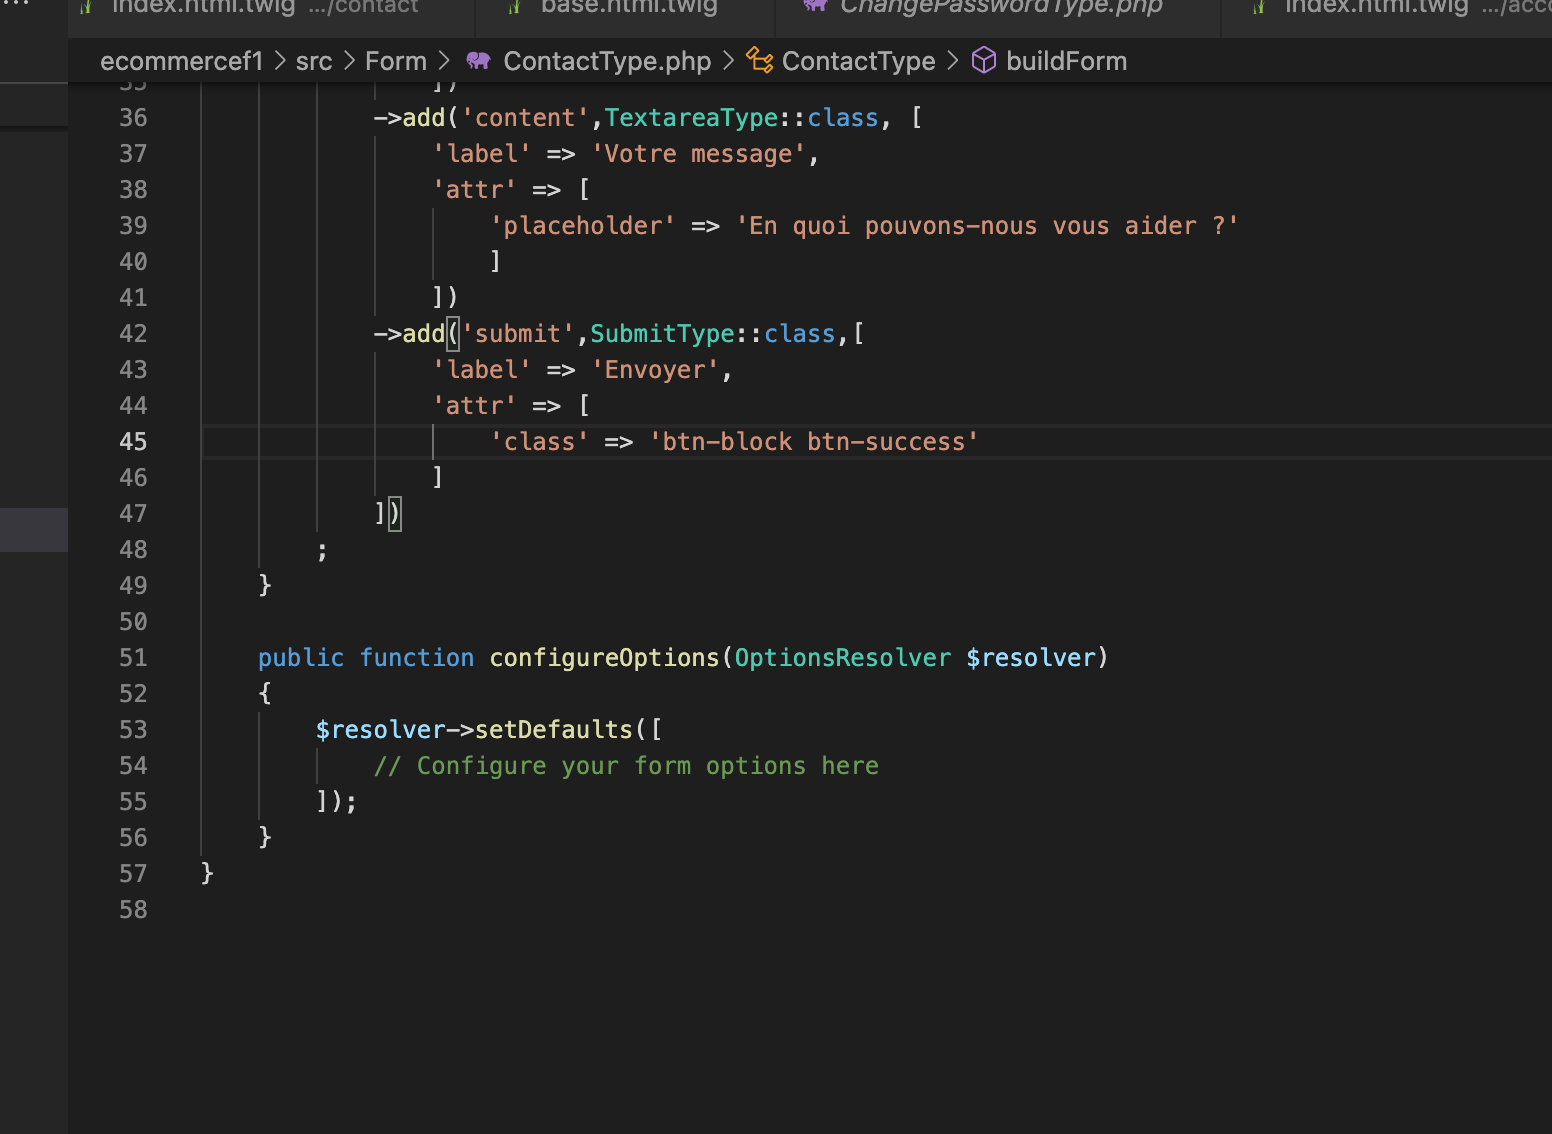 index.html.twig .../contact base.html.twig ChangePasswordType.php index.html.twig
ecommercef1 > src > Form > ContactType.php > ContactType > buildForm
35 ])
36 ->add('content',TextareaType::class, [
37 'label' => 'Votre message',
38 'attr' => [
39 'placeholder' => 'En quoi pouvons-nous vous aider ?'
40 ]
41 ])
42 ->add('submit',SubmitType::class,[
43 'label' => 'Envoyer',
44 'attr' => [
45 'class' => 'btn-block btn-success'
46 ]
47 ])
48 ;
49 }
50
51 public function configureOptions(OptionsResolver $resolver)
52 {
53 $resolver->setDefaults([
54 // Configure your form options here
55 ]);
56 }
57 }
58